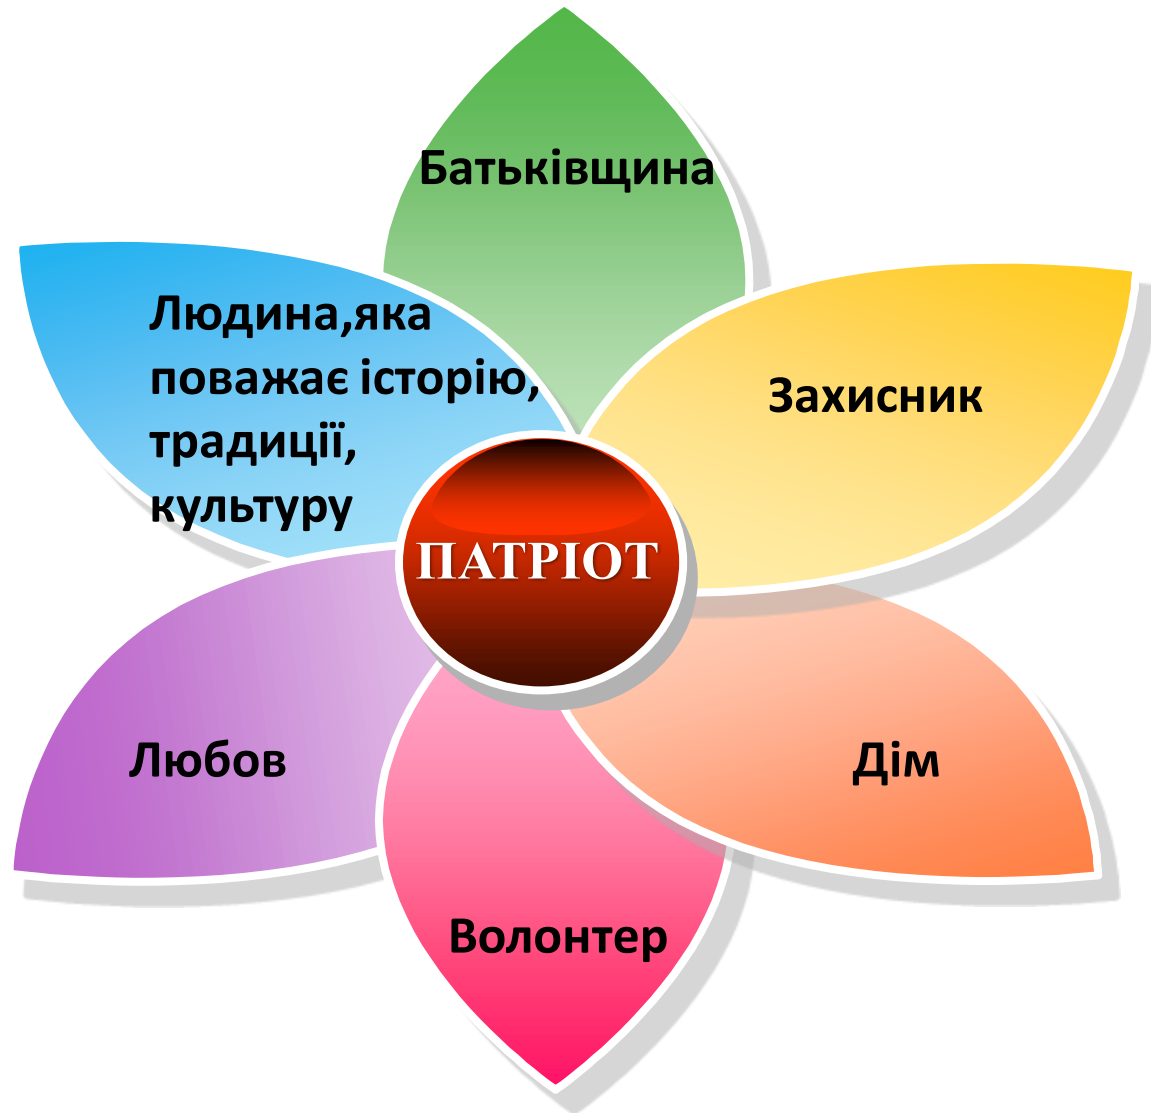 Батьківщина
Людина,яка
поважає історію,
традиції,
культуру
Захисник
ПАТРІОТ
Любов
Дім
Волонтер